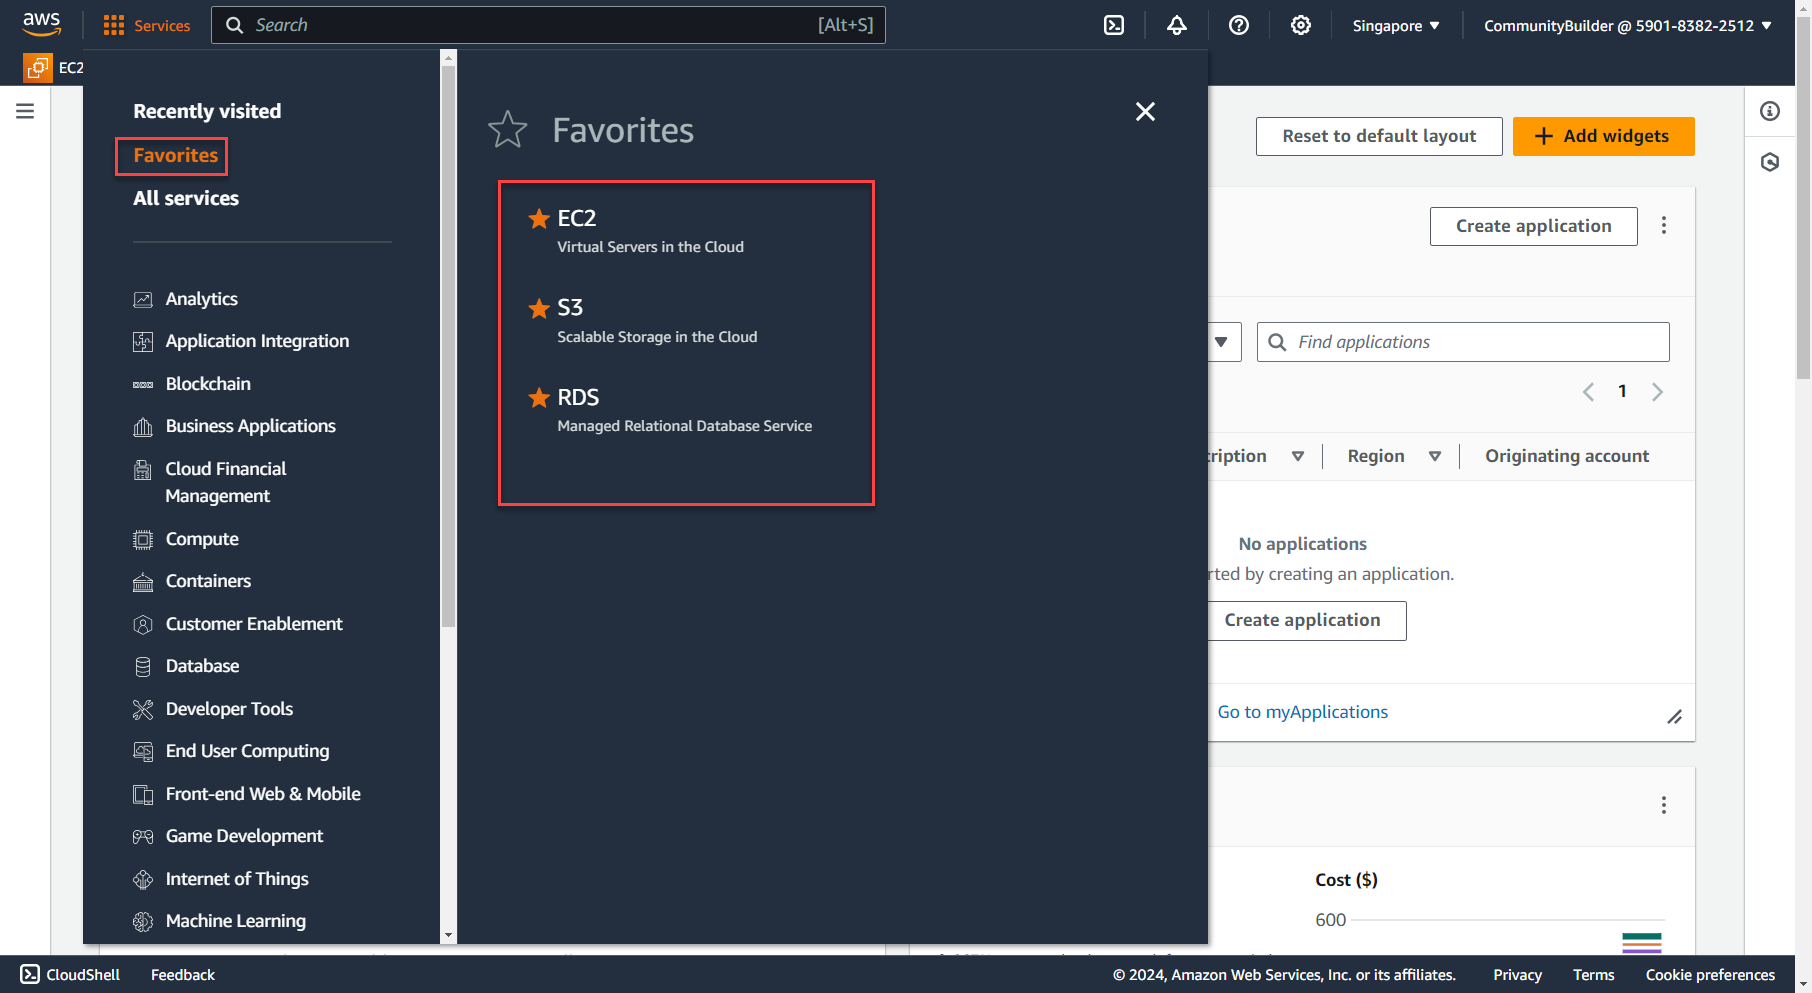 aws
Services
Search
[Alt+S]
Singapore
CommunityBuilder @ 5901-8382-2512
EC2
Recently visited
Favorites
All services
Analytics
Application Integration
Blockchain
Business Applications
Cloud Financial
Management
Compute
Containers
Customer Enablement
Database
Developer Tools
End User Computing
Front-end Web & Mobile
Game Development
Internet of Things
Machine Learning
Favorites
EC2
Virtual Servers in the Cloud
S3
Scalable Storage in the Cloud
RDS
Managed Relational Database Service
Reset to default layout
Add widgets
Create application
Find applications
1
cription
Region
Originating account
No applications
rted by creating an application.
Create application
Go to myApplications
Cost ($)
600
CloudShell
Feedback
© 2024, Amazon Web Services, Inc. or its affiliates.
Privacy
Terms
Cookie preferences